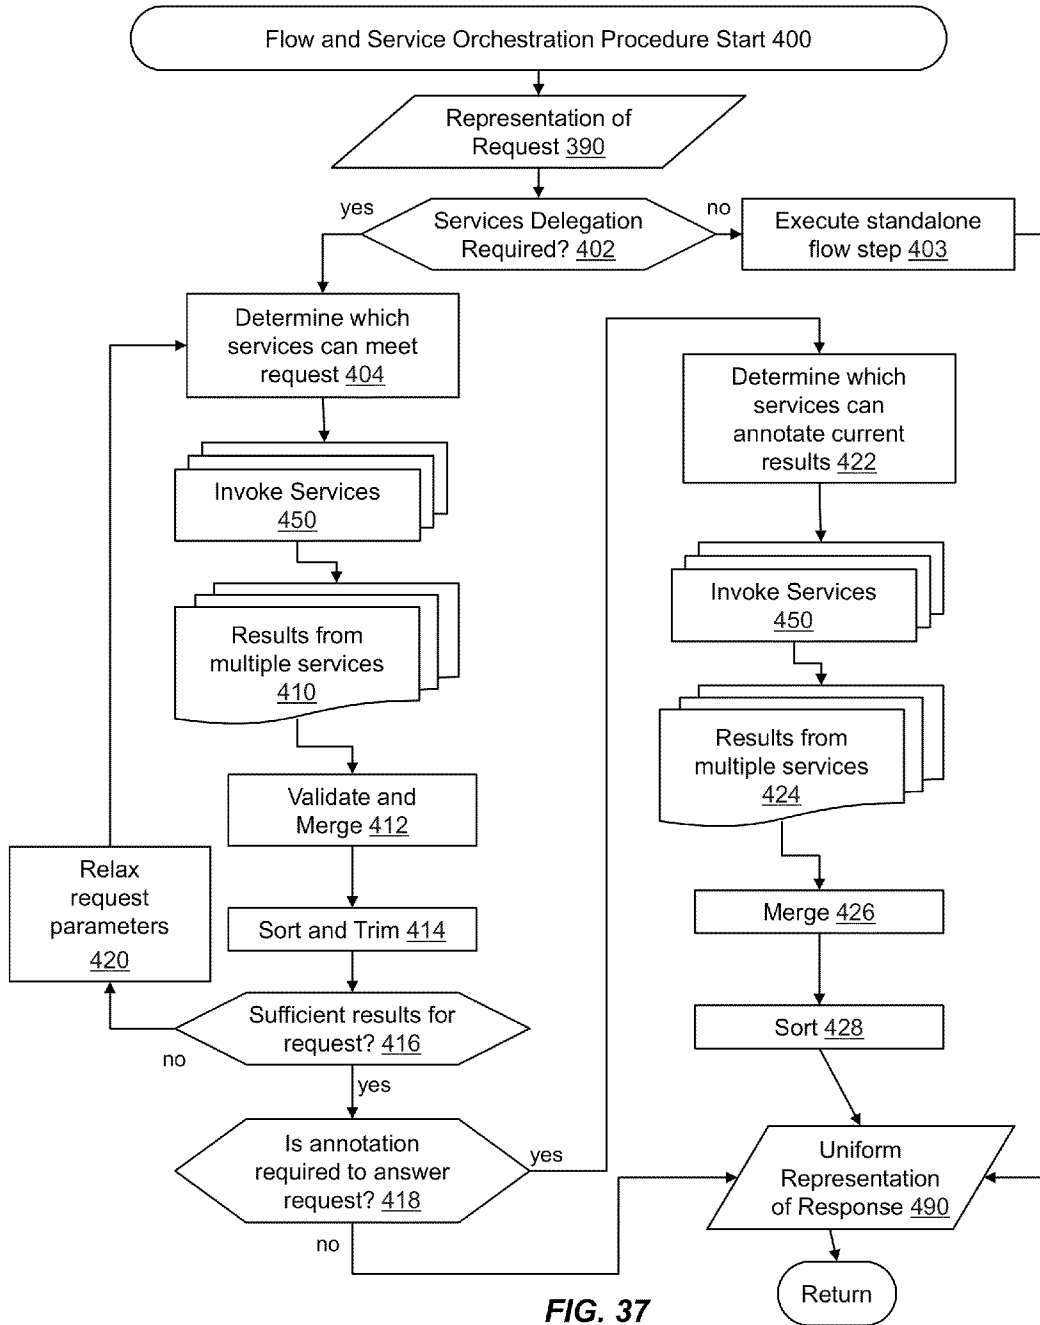 Flow and Service Orchestration Procedure Start 400
Representation of
Request 390
yes
Services Delegation
Required? 402
no
Execute standalone
flow step 403
Determine which
services can meet
request 404
Invoke Services
450
Results from
multiple services
410
Validate and
Merge 412
Relax
request
parameters
420
Sort and Trim 414
Sufficient results for
request? 416
no
yes
Is annotation
required to answer
request? 418
yes
no
Determine which
services can
annotate current
results 422
Invoke Services
450
Results from
multiple services
424
Merge 426
Sort 428
Uniform
Representation
of Response 490
Return
FIG. 37